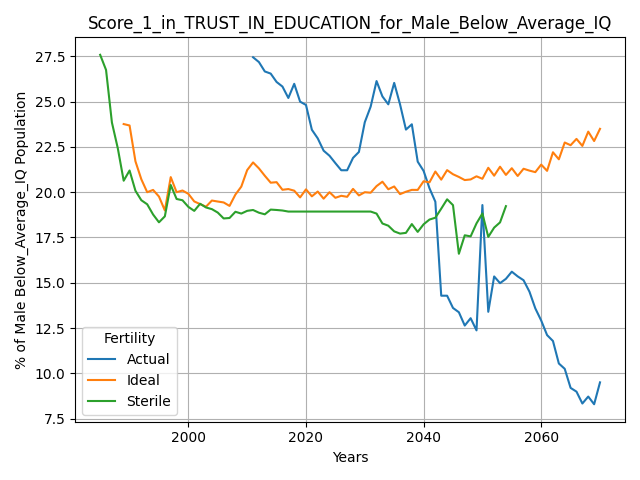 Score_1_in_TRUST_IN_EDUCATION_for_Male_Below_Average_IQ
% of Male Below_Average_IQ Population
27.5
25.0
22.5
20.0
17.5
15.0
12.5
10.0
7.5
Fertility
Actual
Ideal
Sterile
2000
2020
2040
2060
Years